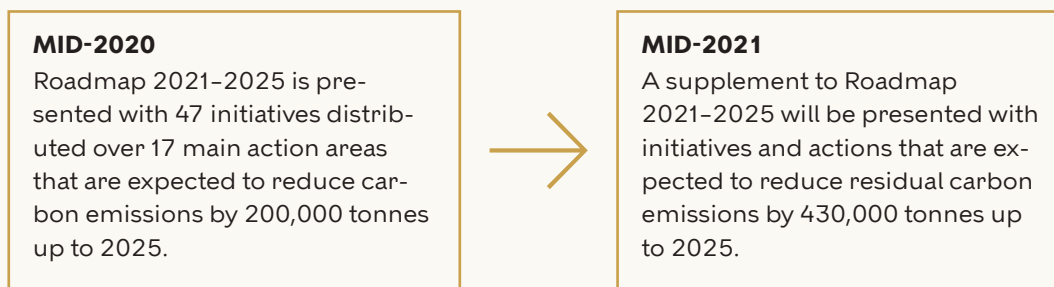 MID-2020
Roadmap 2021–2025 is pre-
sented with 47 initiatives distrib-
uted over 17 main action areas
that are expected to reduce car-
bon emissions by 200,000 tonnes
up to 2025.
MID-2021
A supplement to Roadmap
2021–2025 will be presented with
initiatives and actions that are ex-
pected to reduce residual carbon
emissions by 430,000 tonnes up
to 2025.